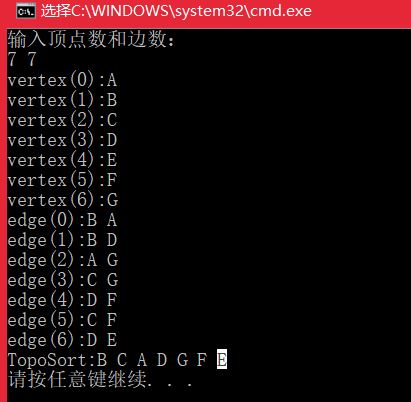 选择C:\WINDOWS\system32\cmd.exe
输入顶点数和边数：
7 7
vertex(0):A
vertex(1):B
vertex(2):C
vertex(3):D
vertex(4):E
vertex(5):F
vertex(6):G
edge(0):B A
edge(1):B D
edge(2):A G
edge(3):C G
edge(4):D F
edge(5):C F
edge(6):D E
TopoSort:B C A D G F E
请按任意键继续. . .